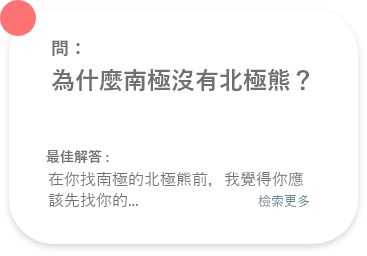 問：
為什麼南極沒有北極熊？
最佳解答：
在你找南極的北極熊前，我覺得你應
該先找你的...
檢索更多